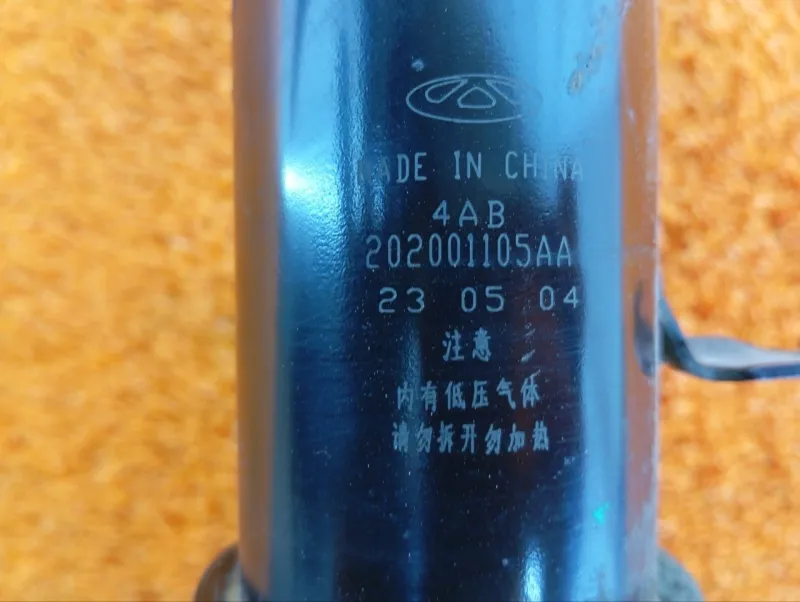 MADE IN CHINA
4AB
202001105AA
23 05 04
注意
内有低压气体
请勿拆开勿加热